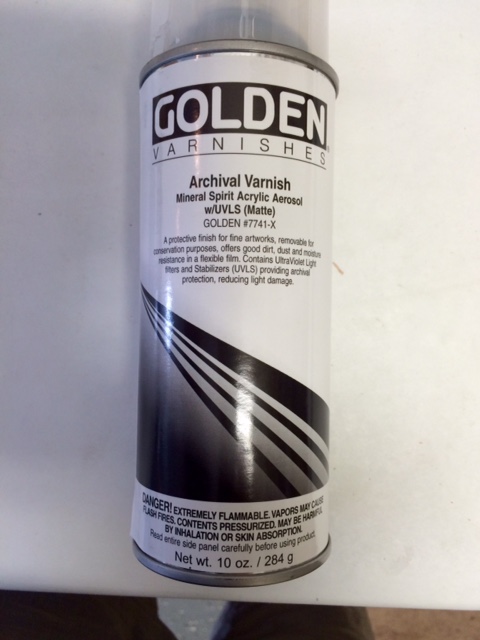 GOLDEN®
VARNISHES
Archival Varnish
Mineral Spirit Acrylic Aerosol
w/UVLS (Matte)
GOLDEN #7741-X
A protective finish for fine artworks, removable for
conservation purposes, offers good dirt, dust and moisture
resistance in a flexible film. Contains UltraViolet Light
filters and Stabilizers (UVLS) providing archival
protection, reducing light damage.
DANGER! EXTREMELY FLAMMABLE. VAPORS MAY CAUSE
FLASH FIRES. CONTENTS PRESSURIZED. MAY BE HARMFUL
BY INHALATION OR SKIN ABSORPTION.
Read entire side panel carefully before using product.
Net wt. 10 oz. / 284 g